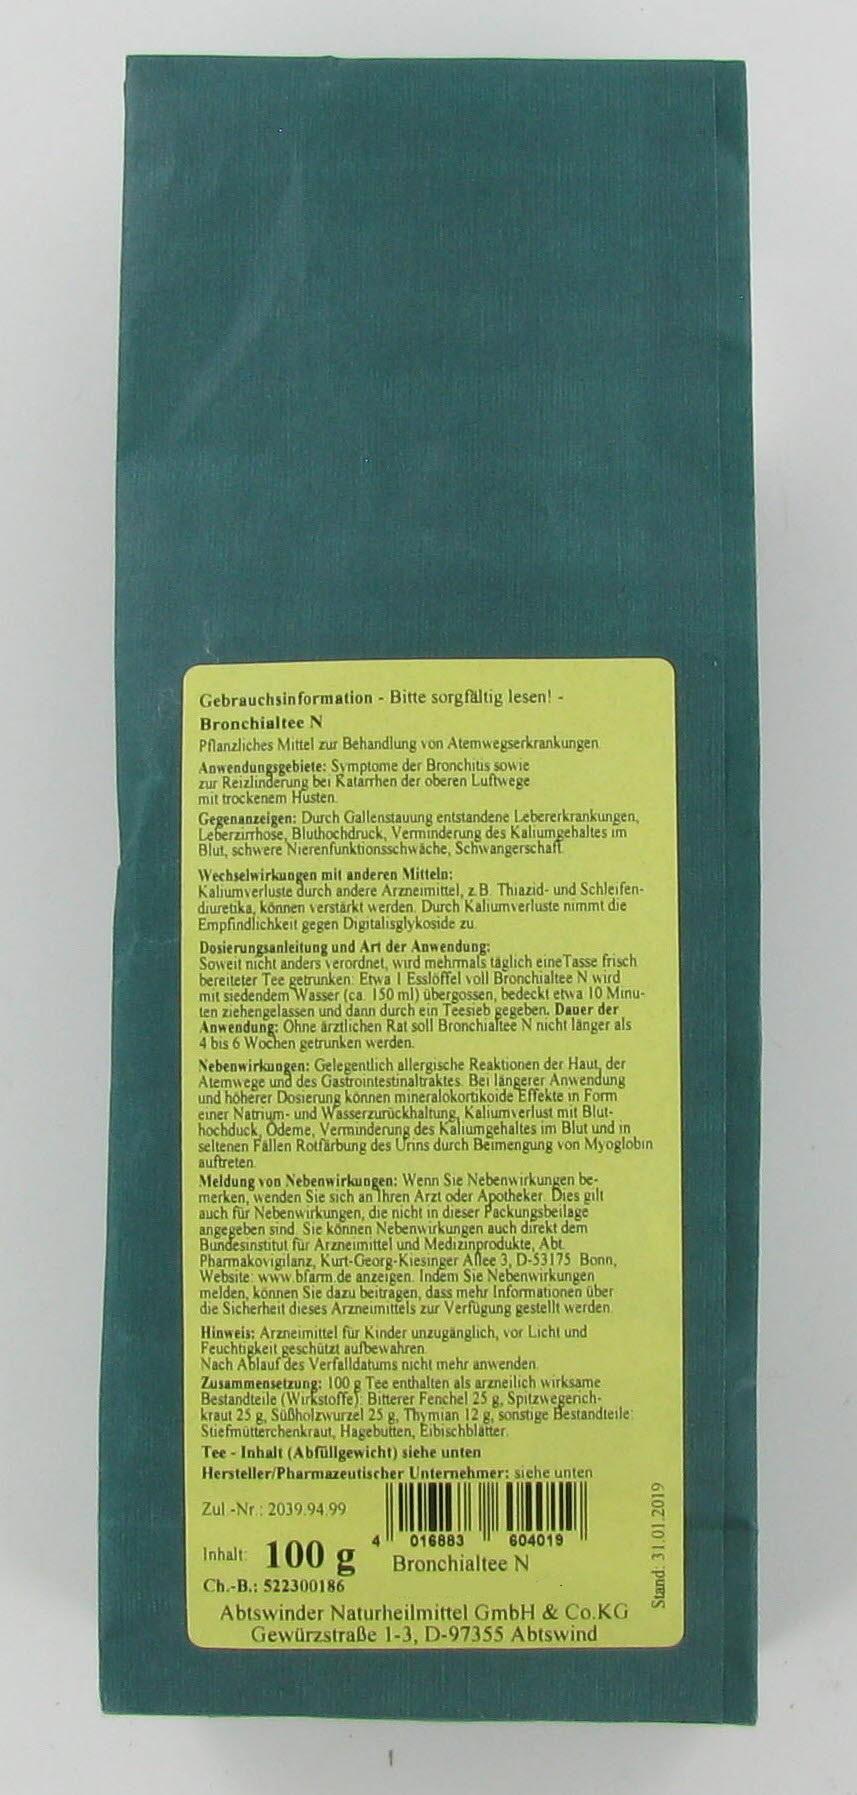 Gebrauchsinformation - Bitte sorgfältig lesen! -
Bronchialtee N
Pflanzliches Mittel zur Behandlung von Atemwegserkrankungen.
Anwendungsgebiete: Symptome der Bronchitis sowie
zur Reizlinderung bei Katarrhen der oberen Luftwege
mit trockenem Husten.
Gegenanzeigen: Durch Gallenstauung entstandene Lebererkrankungen,
Leberzirrhose, Bluthochdruck, Verminderung des Kaliumgehaltes im
Blut, schwere Nierenfunktionsschwäche, Schwangerschaft.
Wechselwirkungen mit anderen Mitteln:
Kaliumverluste durch andere Arzneimittel, z.B. Thiazid- und Schleifen-
diuretika, können verstärkt werden. Durch Kaliumverluste nimmt die
Empfindlichkeit gegen Digitalisglykoside zu.
Dosierungsanleitung und Art der Anwendung:
Soweit nicht anders verordnet, wird mehrmals täglich eineTasse frisch
bereiteter Tee getrunken: Etwa 1 Esslöffel voll Bronchialtee N wird
mit siedendem Wasser (ca. 150 ml) übergossen, bedeckt etwa 10 Minu-
ten ziehengelassen und dann durch ein Teesieb gegeben. Dauer der
Anwendung: Ohne ärztlichen Rat soll Bronchialtee N nicht länger als
4 bis 6 Wochen getrunken werden.
Nebenwirkungen: Gelegentlich allergische Reaktionen der Haut, der
Atemwege und des Gastrointestinaltraktes. Bei längerer Anwendung
und höherer Dosierung können mineralokortikoide Effekte in Form
einer Natrium- und Wasserzurückhaltung, Kaliumverlust mit Blut-
hochduck, Ödeme, Verminderung des Kaliumgehaltes im Blut und in
seltenen Fällen Rotfärbung des Urins durch Beimengung von Myoglobin
auftreten.
Meldung von Nebenwirkungen: Wenn Sie Nebenwirkungen be-
merken, wenden Sie sich an Ihren Arzt oder Apotheker. Dies gilt
auch für Nebenwirkungen, die nicht in dieser Packungsbeilage
angegeben sind. Sie können Nebenwirkungen auch direkt dem
Bundesinstitut für Arzneimittel und Medizinprodukte, Abt.
Pharmakovigilanz, Kurt-Georg-Kiesinger Allee 3, D-53175 Bonn,
Website: www.bfarm.de anzeigen. Indem Sie Nebenwirkungen
melden, können Sie dazu beitragen, dass mehr Informationen über
die Sicherheit dieses Arzneimittels zur Verfügung gestellt werden.
Hinweis: Arzneimittel für Kinder unzugänglich, vor Licht und
Feuchtigkeit geschützt aufbewahren.
Nach Ablauf des Verfalldatums nicht mehr anwenden.
Zusammensetzung: 100 g Tee enthalten als arzneilich wirksame
Bestandteile (Wirkstoffe): Bitterer Fenchel 25 g, Spitzwegerich-
kraut 25 g, Süßholzwurzel 25 g, Thymian 12 g, sonstige Bestandteile:
Stiefmütterchenkraut, Hagebutten, Eibischblätter.
Tee - Inhalt (Abfüllgewicht) siehe unten
Hersteller/Pharmazeutischer Unternehmer: siehe unten
Zul.-Nr.: 2039.94.99
4 016883 604019
Inhalt: 100 g
Bronchialtee N
Ch.-B.: 522300186
Stand: 31.01.2019
Abtswinder Naturheilmittel GmbH & Co.KG
Gewürzstraße 1-3, D-97355 Abtswind